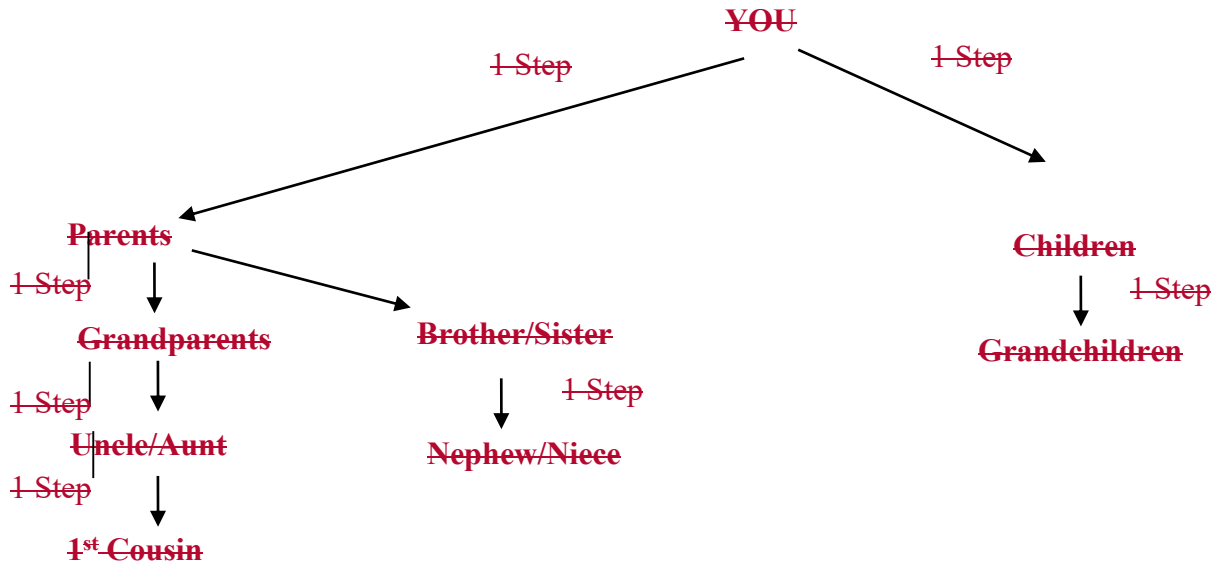 YOU
1 Step
1 Step
Parents
Children
1 Step
1 Step
Grandparents
Brother/Sister
Grandchildren
1 Step
1 Step
Uncle/Aunt
Nephew/Niece
1 Step
1st Cousin